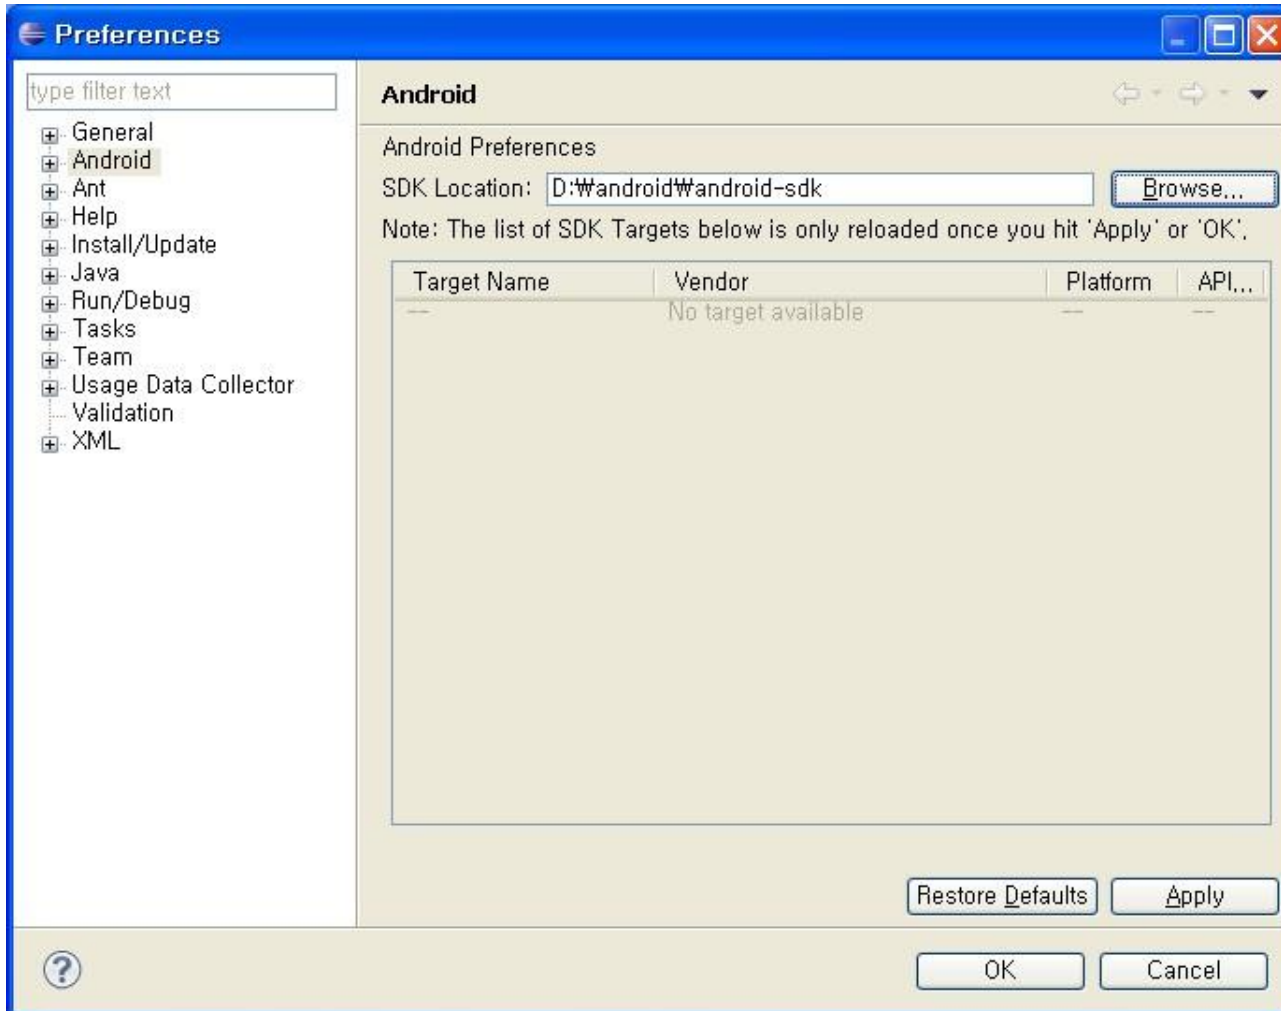 Preferences
type filter text
General
Android
Ant
Help
Install/Update
Java
Run/Debug
Tasks
Team
Usage Data Collector
Validation
XML
Android
Android Preferences
SDK Location: D:₩android₩android-sdk Browse...
Note: The list of SDK Targets below is only reloaded once you hit 'Apply' or 'OK'.
Target Name Vendor Platform API...
-- No target available -- --
Restore Defaults Apply
? OK Cancel